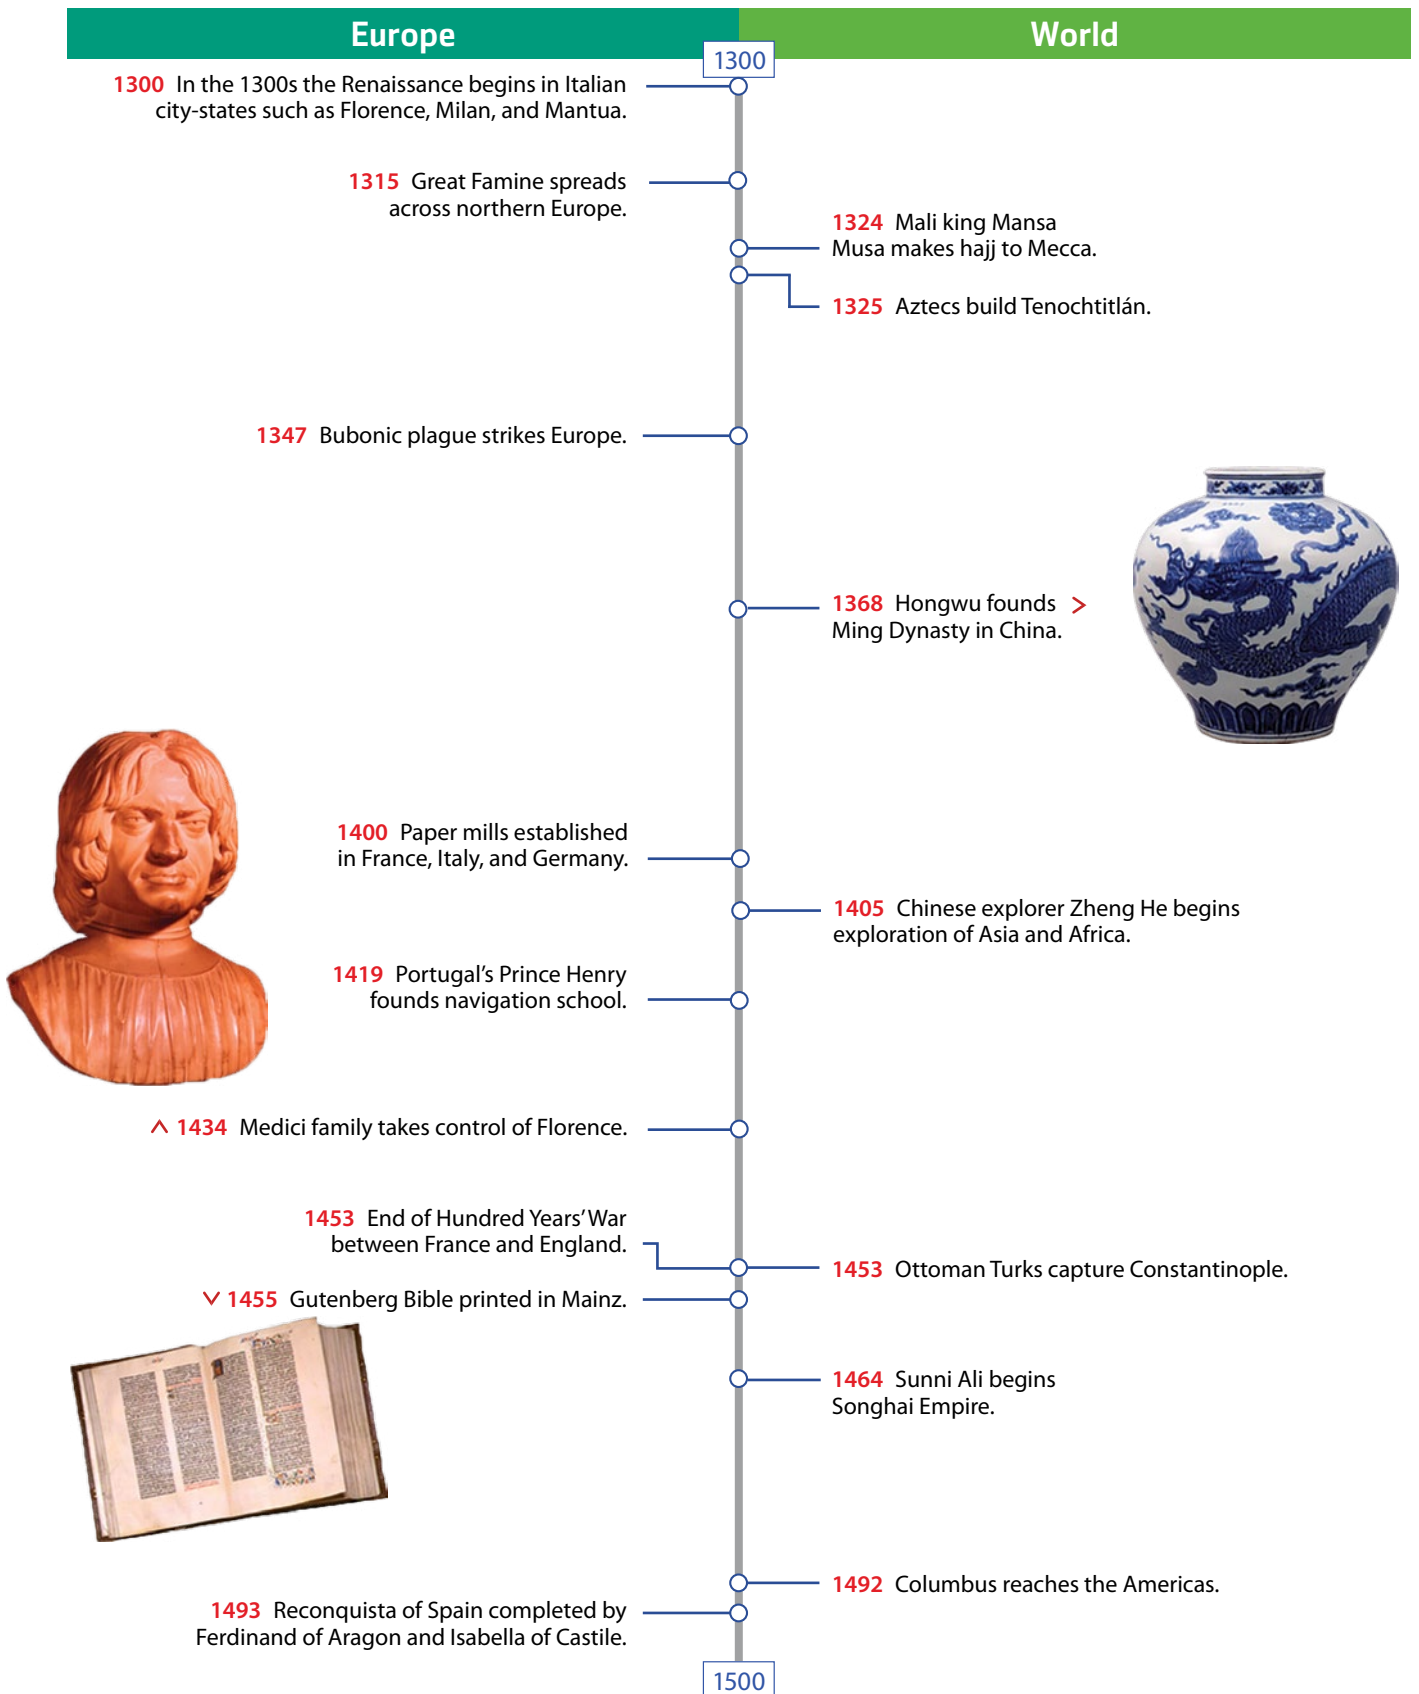 Europe
World
1300
1300 In the 1300s the Renaissance begins in Italian
city-states such as Florence, Milan, and Mantua.
1315 Great Famine spreads
across northern Europe.
1324 Mali king Mansa
Musa makes hajj to Mecca.
1325 Aztecs build Tenochtitlán.
1347 Bubonic plague strikes Europe.
1368 Hongwu founds >
Ming Dynasty in China.
1400 Paper mills established
in France, Italy, and Germany.
1405 Chinese explorer Zheng He begins
exploration of Asia and Africa.
1419 Portugal’s Prince Henry
founds navigation school.
1434 Medici family takes control of Florence.
1453 End of Hundred Years’ War
between France and England.
1453 Ottoman Turks capture Constantinople.
1455 Gutenberg Bible printed in Mainz.
1464 Sunni Ali begins
Songhai Empire.
1492 Columbus reaches the Americas.
1493 Reconquista of Spain completed by
Ferdinand of Aragon and Isabella of Castile.
1500